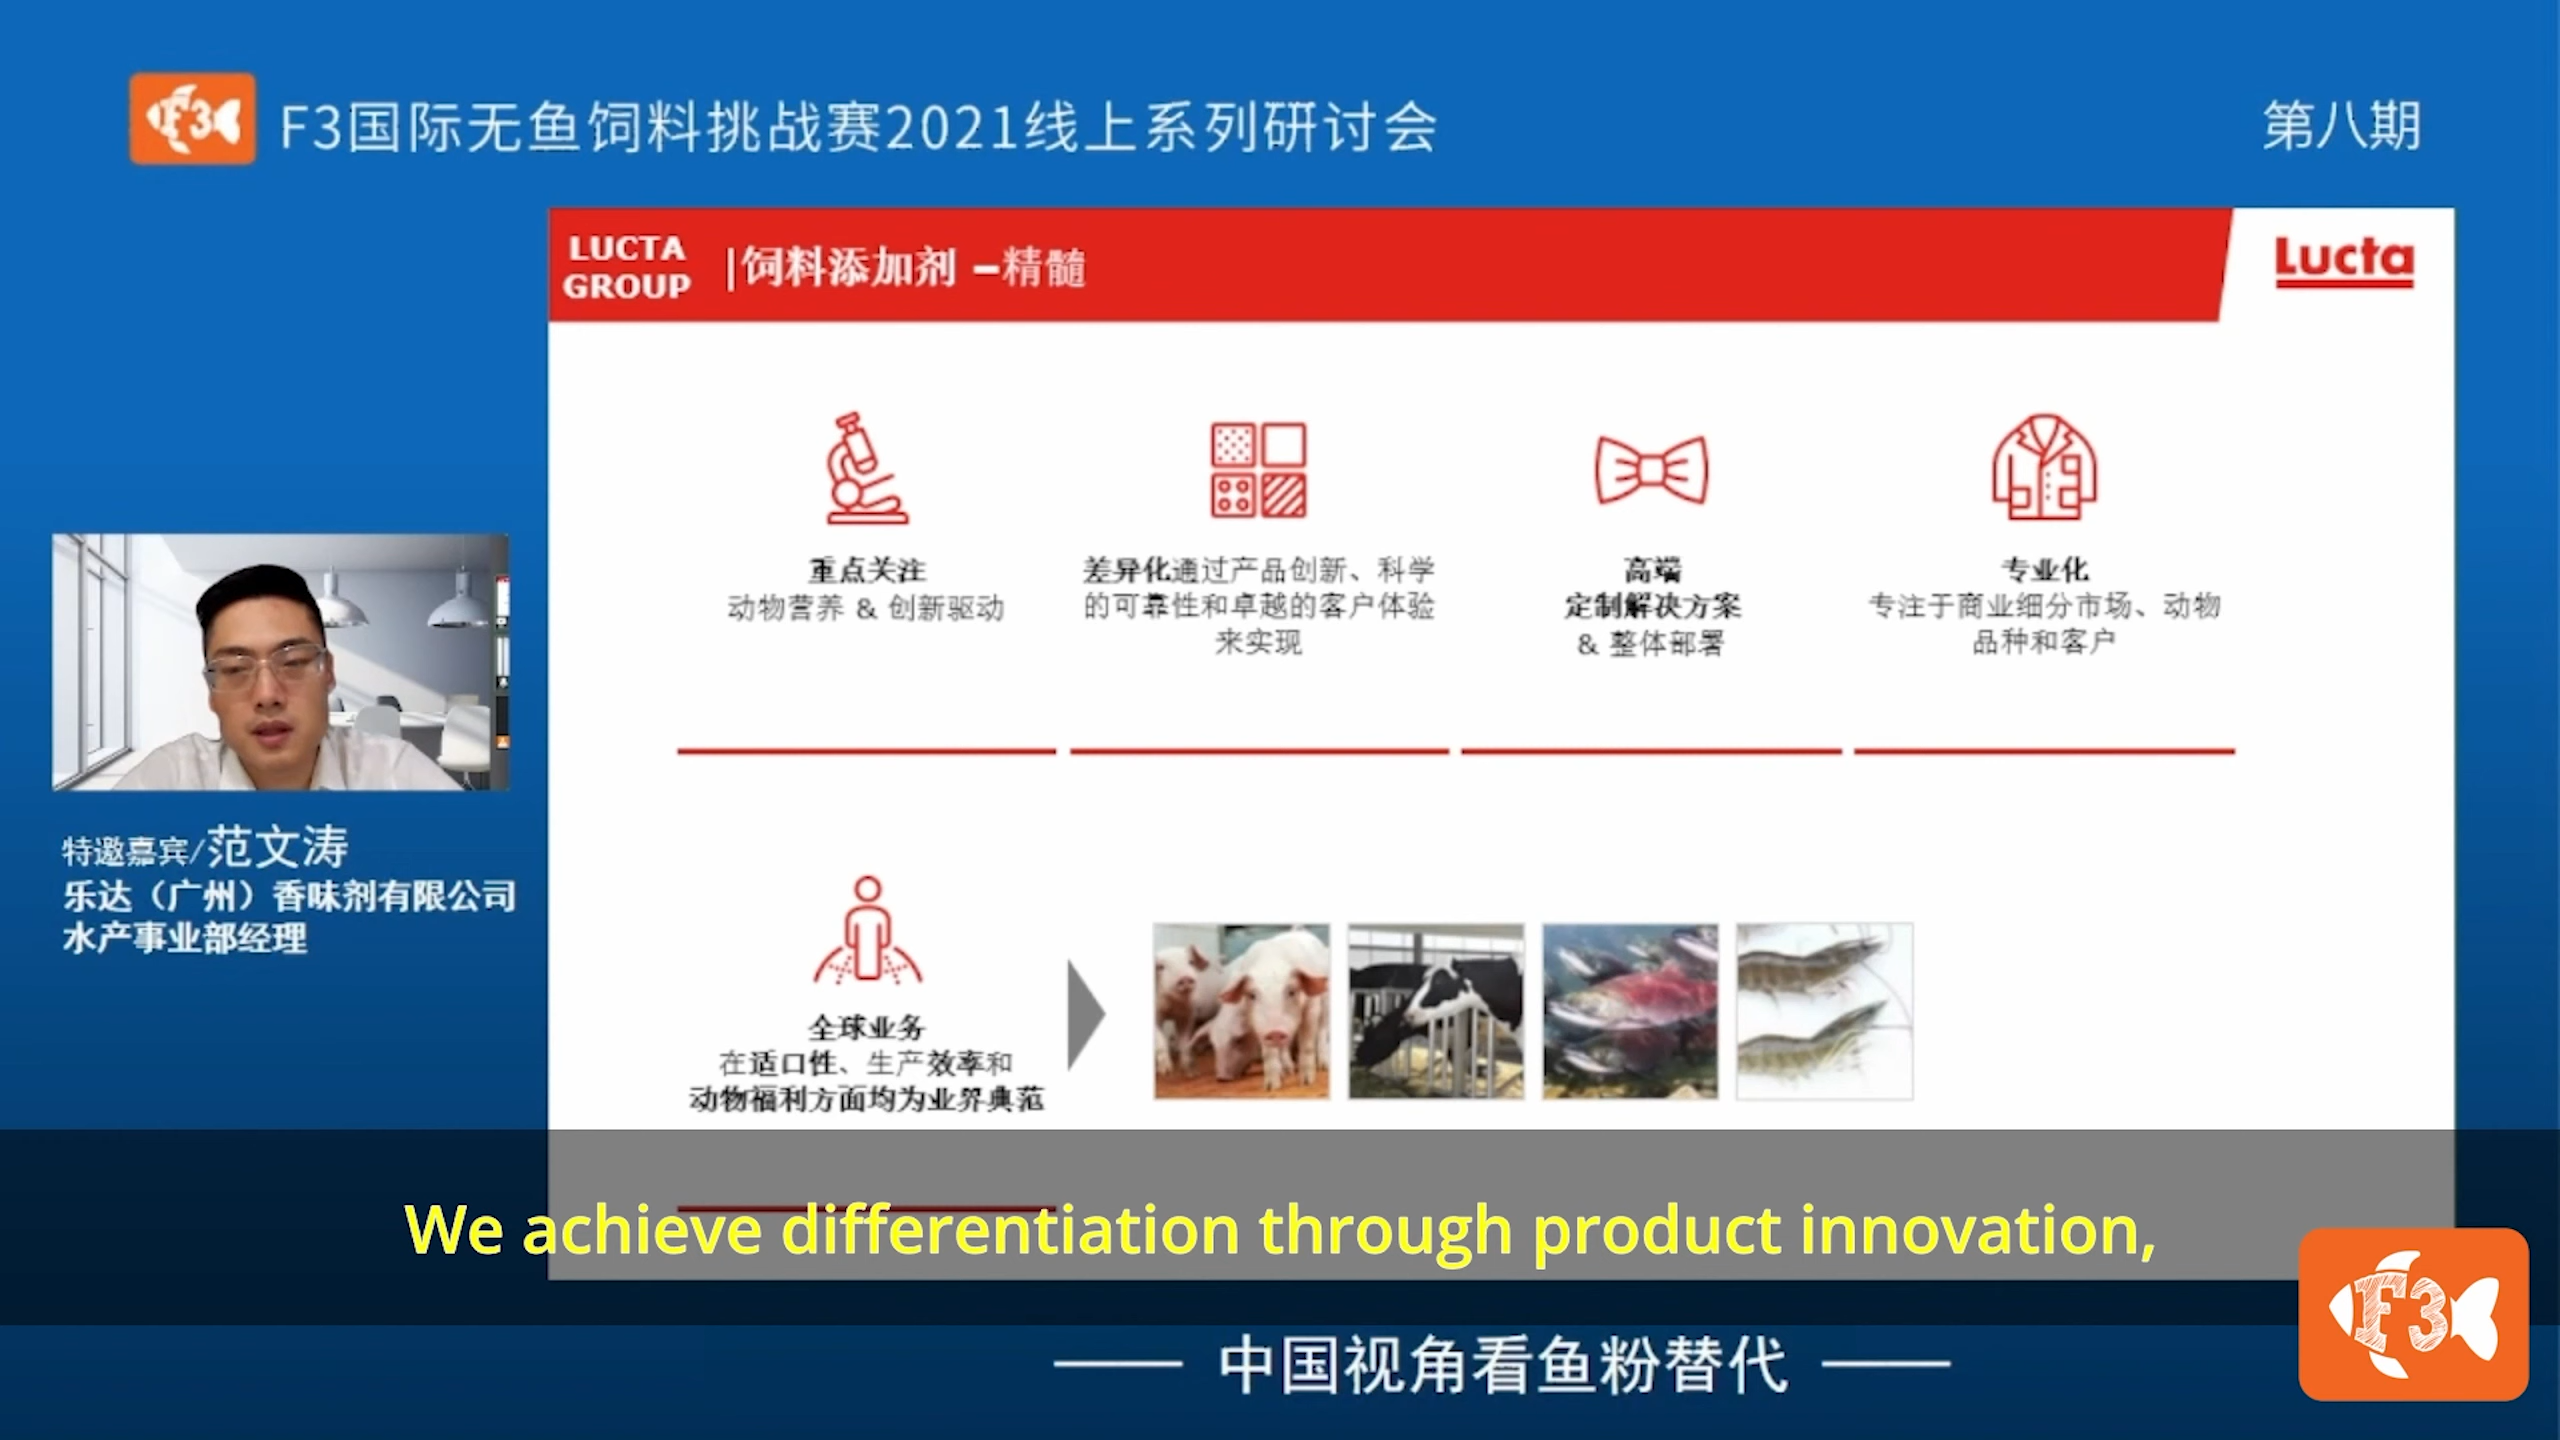 F3
F3国际无鱼饲料挑战赛2021线上系列研讨会
第八期
LUCTA
GROUP
|饲料添加剂 –精髓
Lucta
重点关注
动物营养 & 创新驱动
差异化通过产品创新、科学
的可靠性和卓越的客户体验
来实现
高端
定制解决方案
& 整体部署
专业化
专注于商业细分市场、动物
品种和客户
特邀嘉宾/范文涛
乐达（广州）香味剂有限公司
水产事业部经理
全球业务
在适口性、生产效率和
动物福利方面均为业界典范
We achieve differentiation through product innovation,
F3
中国视角看鱼粉替代